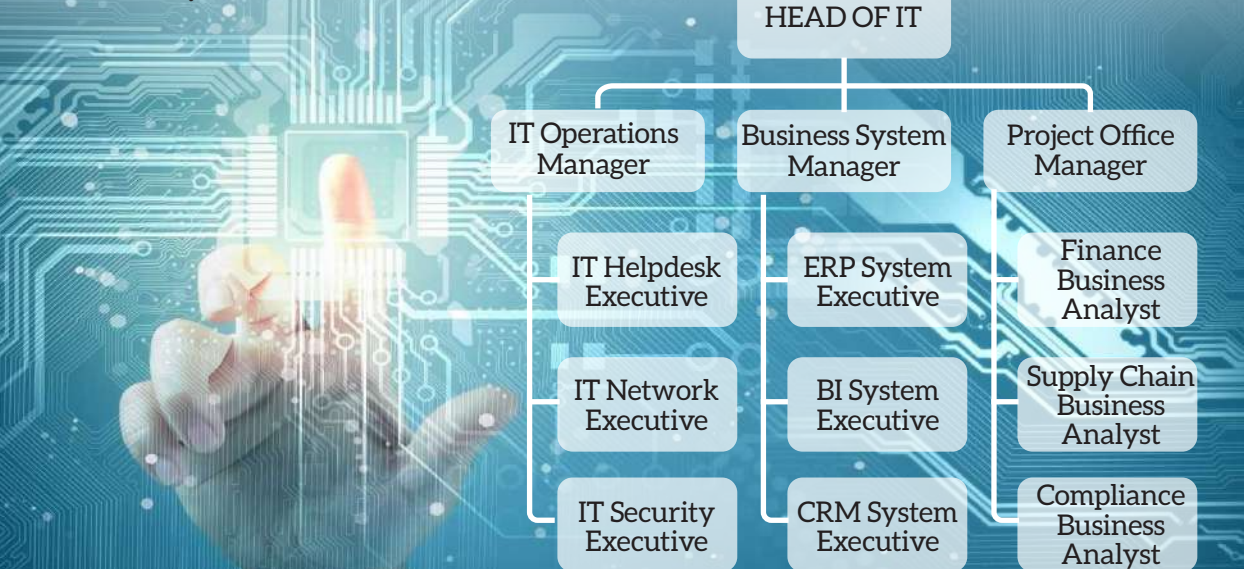 HEAD OF IT
IT Operations
Manager
Business System
Manager
Project Office
Manager
IT Helpdesk
Executive
ERP System
Executive
Finance
Business
Analyst
IT Network
Executive
BI System
Executive
Supply Chain
Business
Analyst
IT Security
Executive
CRM System
Executive
Compliance
Business
Analyst